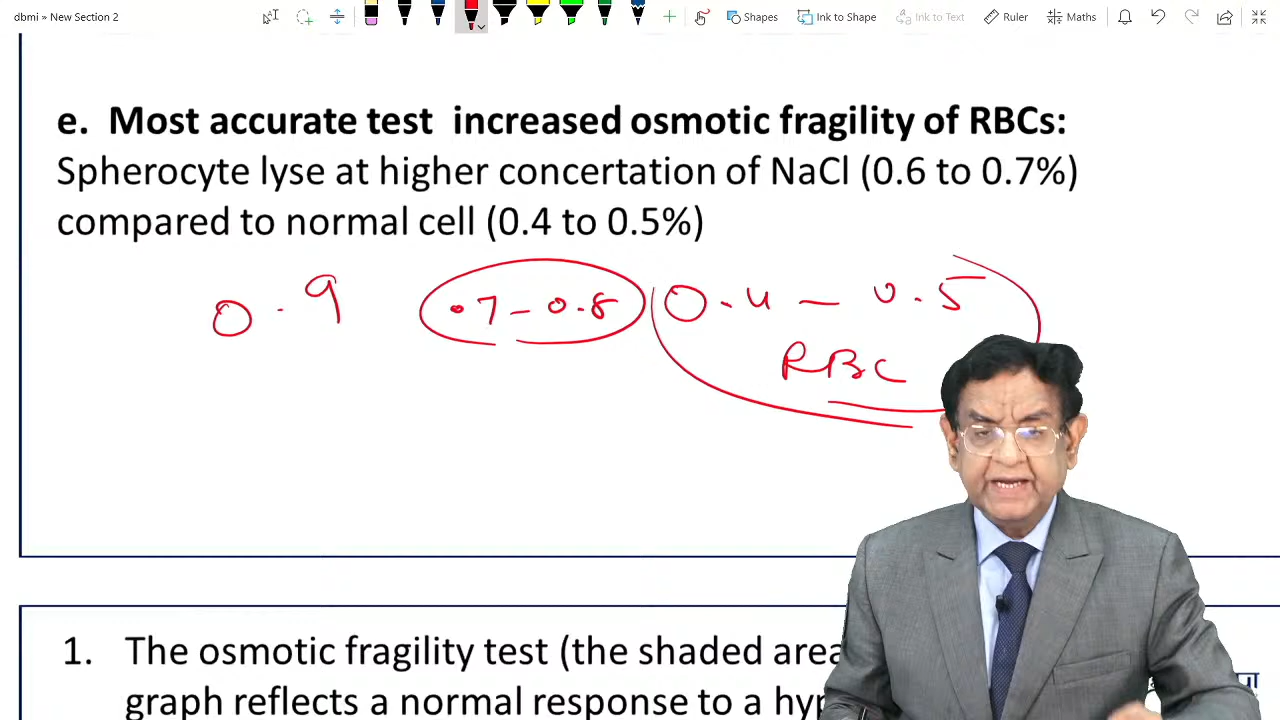 dbmi » New Section 2
Shapes Ink to Shape Ink to Text Ruler Maths
e. Most accurate test increased osmotic fragility of RBCs:
Spherocyte lyse at higher concertation of NaCl (0.6 to 0.7%)
compared to normal cell (0.4 to 0.5%)
0.9 .7-0.8 0.4 - 0.5
RBC
1. The osmotic fragility test (the shaded area
graph reflects a normal response to a hyp